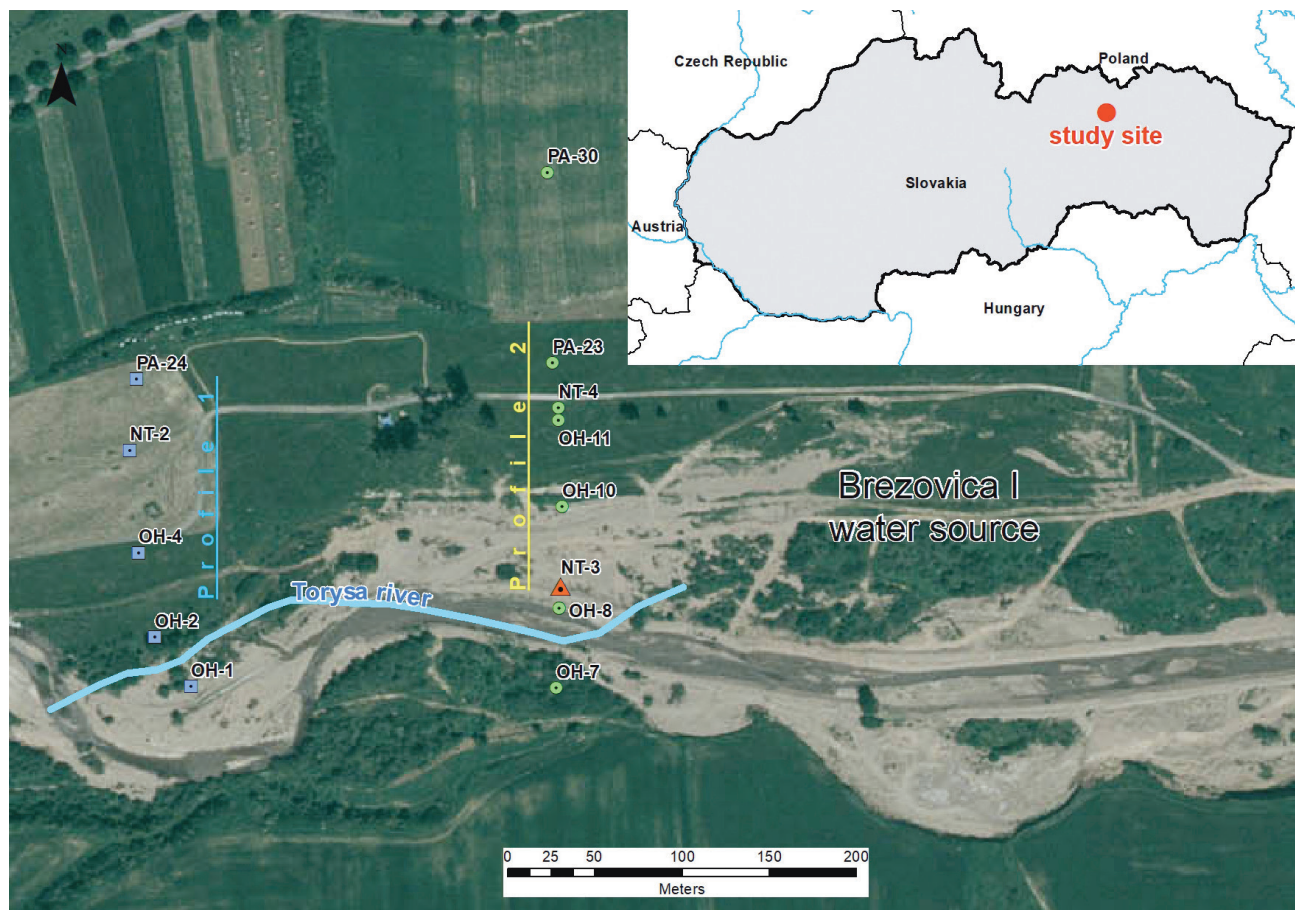 N
Czech Republic
Poland
study site
Slovakia
Austria
Hungary
PA-30
PA-23
PA-24
Profile 1
Profile 2
NT-4
OH-11
NT-2
OH-10
Brezovica I
water source
OH-4
NT-3
Torysa river
OH-8
OH-2
OH-1
OH-7
0 25 50 100 150 200
Meters